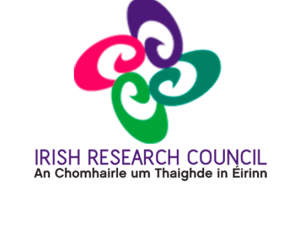 IRISH RESEARCH COUNCIL
An Chomhairle um Thaighde in Éirinn